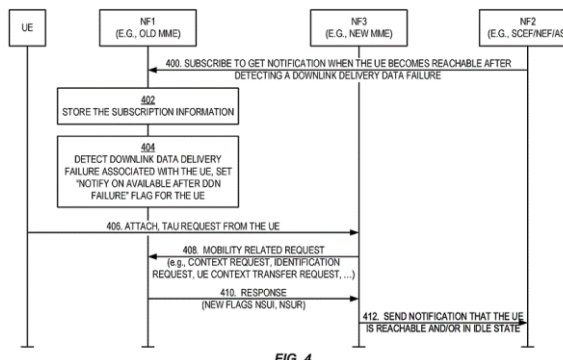 UE
NF1
(E.G., OLD MME)
NF3
(E.G., NEW MME)
NF2
(E.G., SCEF/NEF/AS
400. SUBSCRIBE TO GET NOTIFICATION WHEN THE UE BECOMES REACHABLE AFTER
DETECTING A DOWNLINK DELIVERY DATA FAILURE
402
STORE THE SUBSCRIPTION INFORMATION
404
DETECT DOWNLINK DATA DELIVERY
FAILURE ASSOCIATED WITH THE UE, SET
"NOTIFY ON AVAILABLE AFTER DDN
FAILURE" FLAG FOR THE UE
406. ATTACH, TAU REQUEST FROM THE UE
408. MOBILITY RELATED REQUEST
(e.g., CONTEXT REQUEST, IDENTIFICATION
REQUEST, UE CONTEXT TRANSFER REQUEST, ...)
410. RESPONSE
(NEW FLAGS NSUI, NSUR)
412. SEND NOTIFICATION THAT THE UE
IS REACHABLE AND/OR IN IDLE STATE
FIG. 4